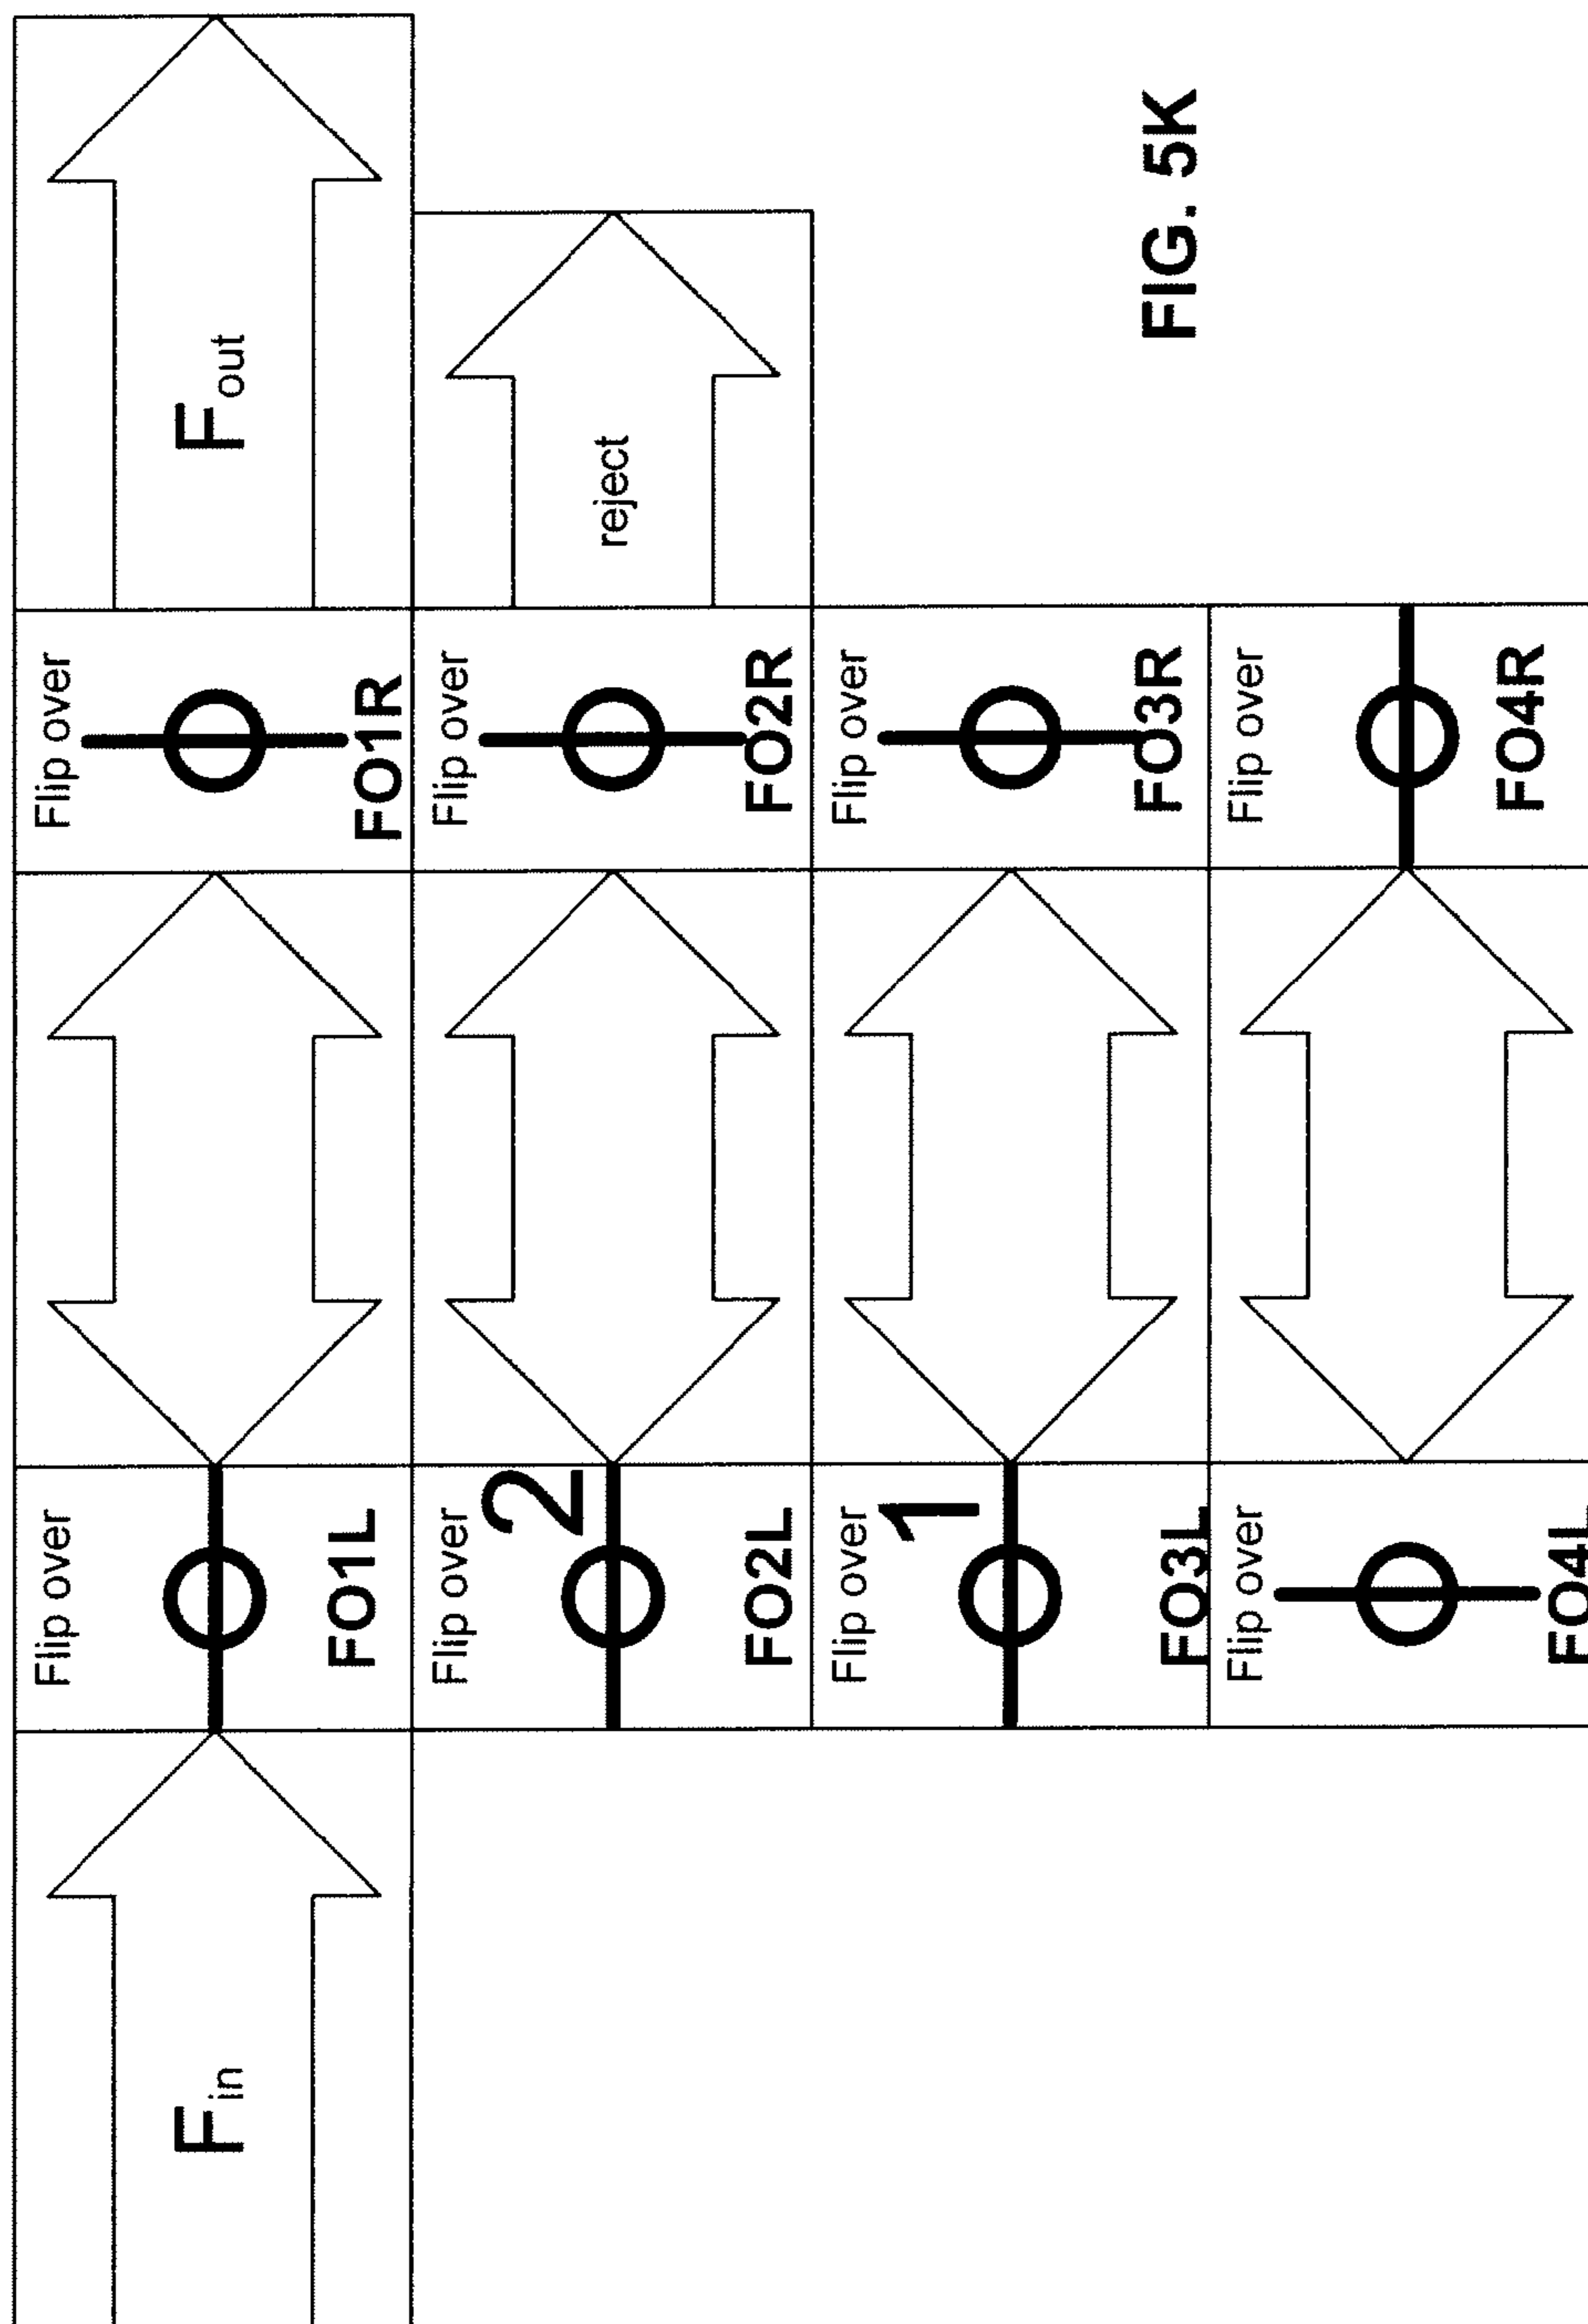 Flip over
Flip over
Fin
Fout
FO1L
FO1R
Flip over
Flip over
2
reject
FO2L
FO2R
Flip over
Flip over
1
FO3R
FIG. 5K
FO3L
Flip over
Flip over
FO4R
FO4L